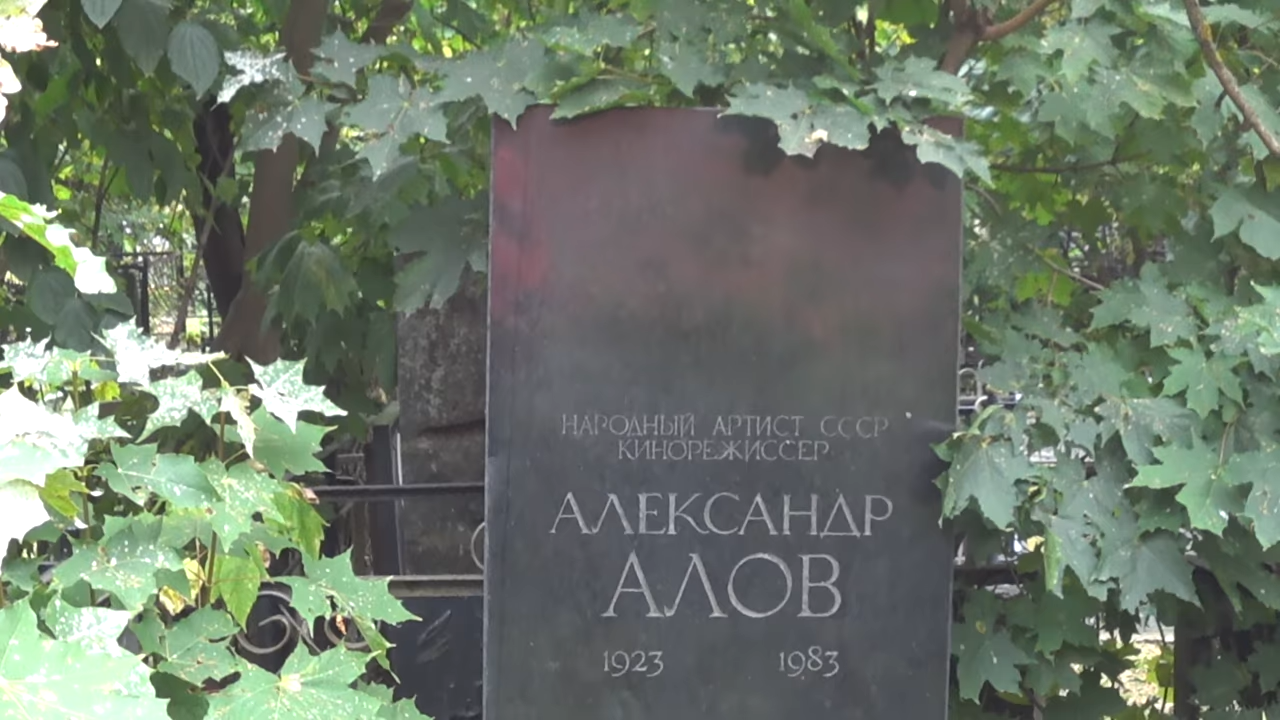 НАРОДНЫЙ АРТИСТ СССР
КИНОРЕЖИССЕР
АЛЕКСАНДР
АЛОВ
1923 1983